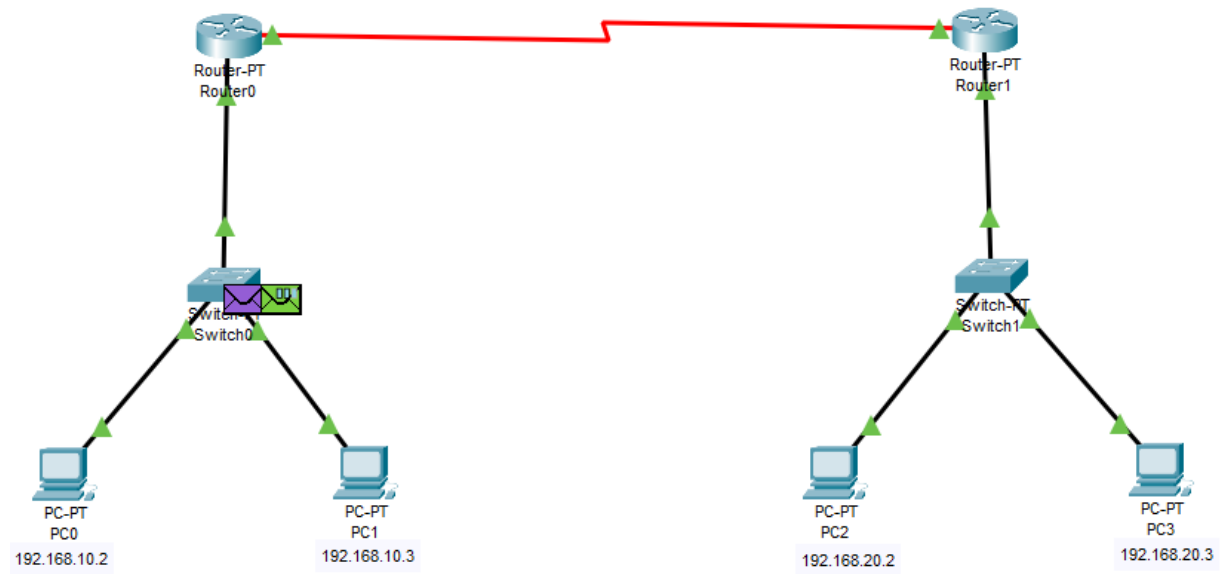 Router-PT
Router0
Router-PT
Router1
Switch-PT
Switch0
Switch-PT
Switch1
PC-PT
PC0
192.168.10.2
PC-PT
PC1
192.168.10.3
PC-PT
PC2
192.168.20.2
PC-PT
PC3
192.168.20.3